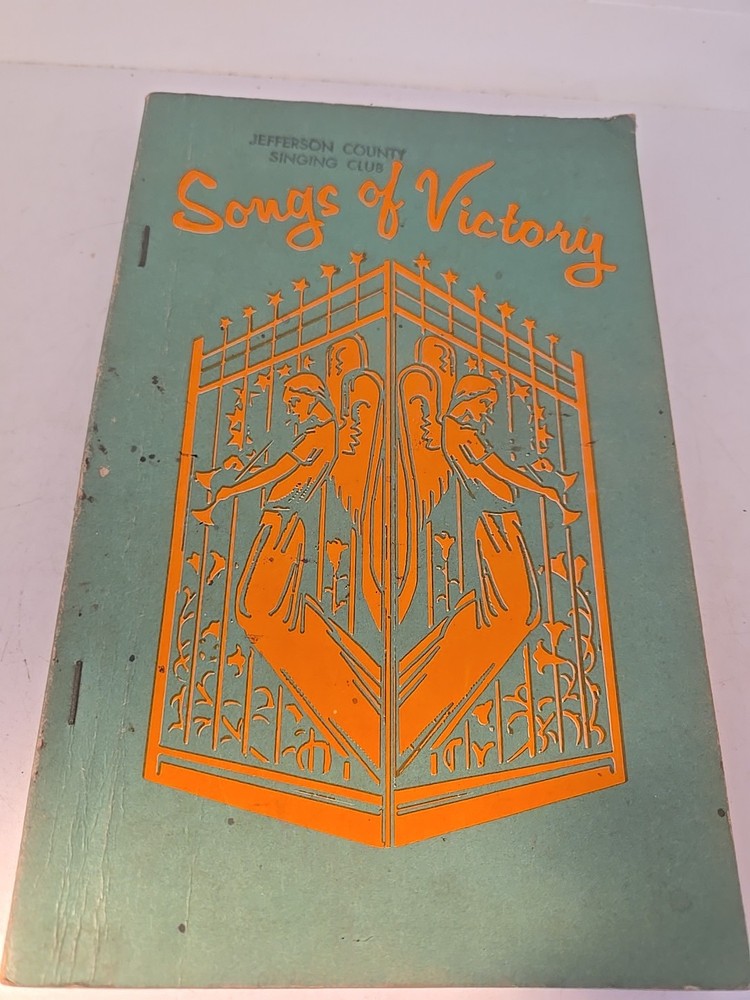 JEFFERSON COUNTY
SINGING CLUB
Songs of Victory